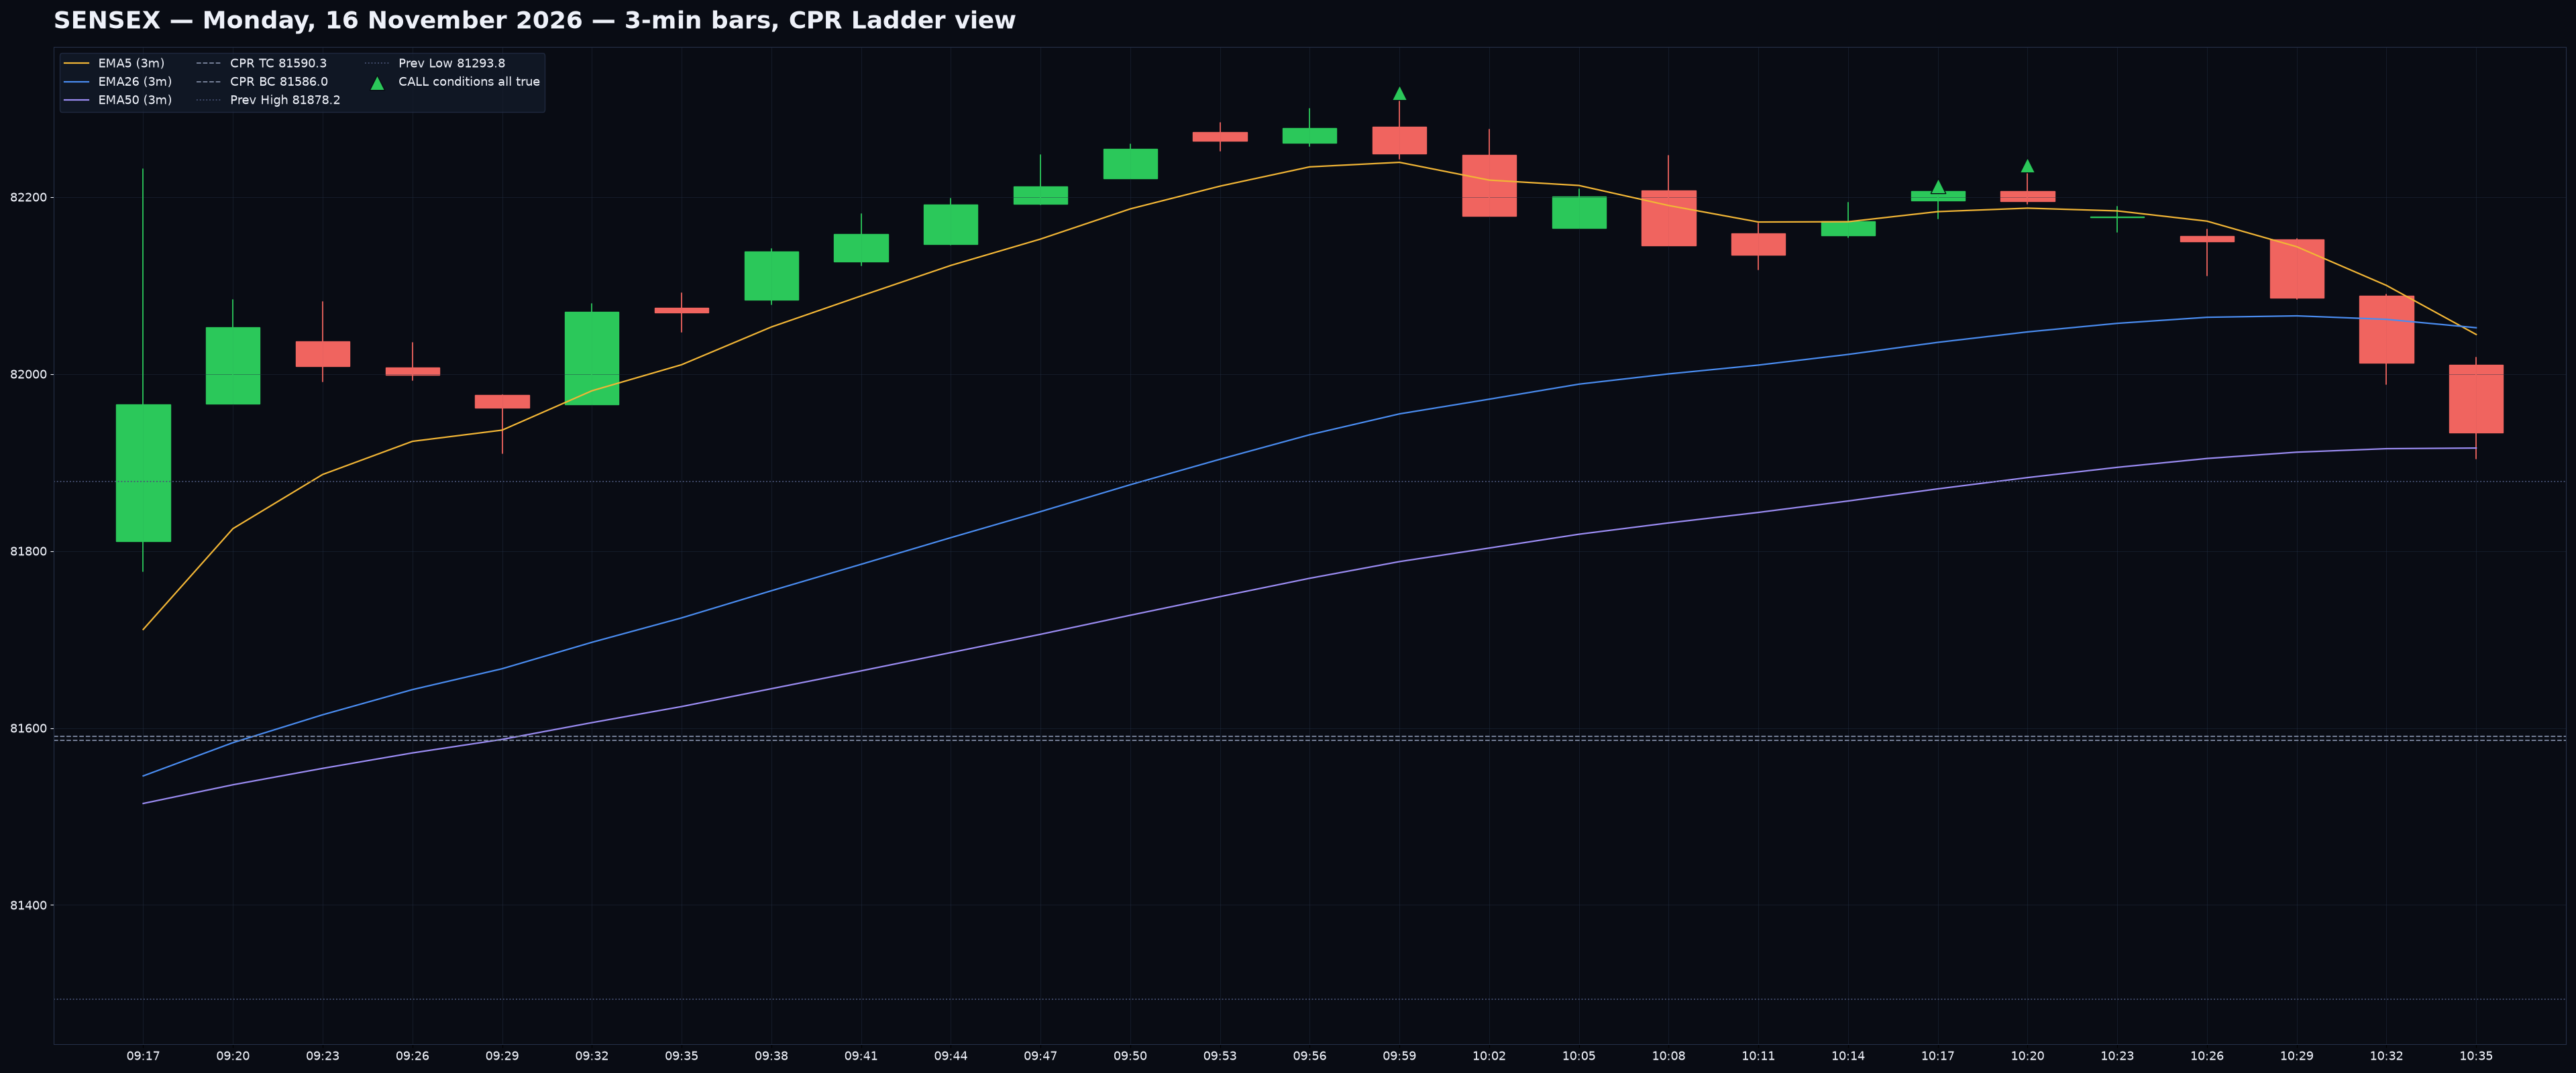 SENSEX — Monday, 16 November 2026 — 3-min bars, CPR Ladder view
EMA5 (3m)
EMA26 (3m)
EMA50 (3m)
CPR TC 81590.3
CPR BC 81586.0
Prev High 81878.2
Prev Low 81293.8
CALL conditions all true
82200
82000
81800
81600
81400
09:17 09:20 09:23 09:26 09:29 09:32 09:35 09:38 09:41 09:44 09:47 09:50 09:53 09:56 09:59 10:02 10:05 10:08 10:11 10:14 10:17 10:20 10:23 10:26 10:29 10:32 10:35